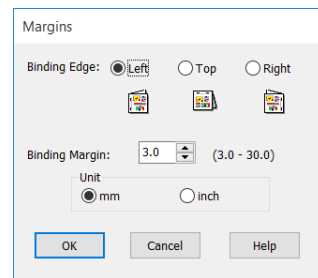 Margins
Binding Edge: Left Top Right
Binding Margin: 3.0 (3.0 - 30.0)
Unit
mm inch
OK Cancel Help